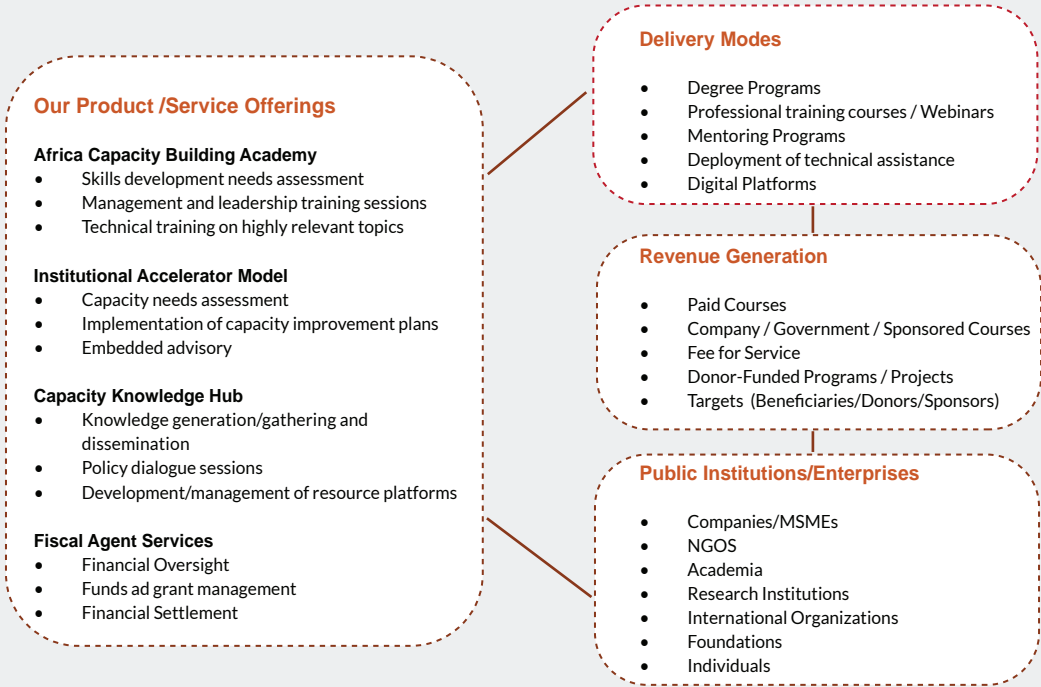 Our Product /Service Offerings
Africa Capacity Building Academy
• Skills development needs assessment
• Management and leadership training sessions
• Technical training on highly relevant topics
Institutional Accelerator Model
• Capacity needs assessment
• Implementation of capacity improvement plans
• Embedded advisory
Capacity Knowledge Hub
• Knowledge generation/gathering and
dissemination
• Policy dialogue sessions
• Development/management of resource platforms
Fiscal Agent Services
• Financial Oversight
• Funds ad grant management
• Financial Settlement
Delivery Modes
• Degree Programs
• Professional training courses / Webinars
• Mentoring Programs
• Deployment of technical assistance
• Digital Platforms
Revenue Generation
• Paid Courses
• Company / Government / Sponsored Courses
• Fee for Service
• Donor-Funded Programs / Projects
• Targets (Beneficiaries/Donors/Sponsors)
Public Institutions/Enterprises
• Companies/MSMEs
• NGOS
• Academia
• Research Institutions
• International Organizations
• Foundations
• Individuals